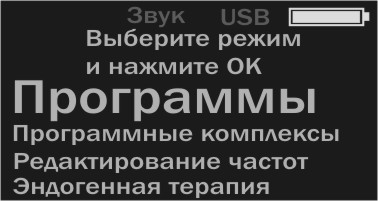 Звук USB
Выберите режим
и нажмите ОК
Программы
Программные комплексы
Редактирование частот
Эндогенная терапия